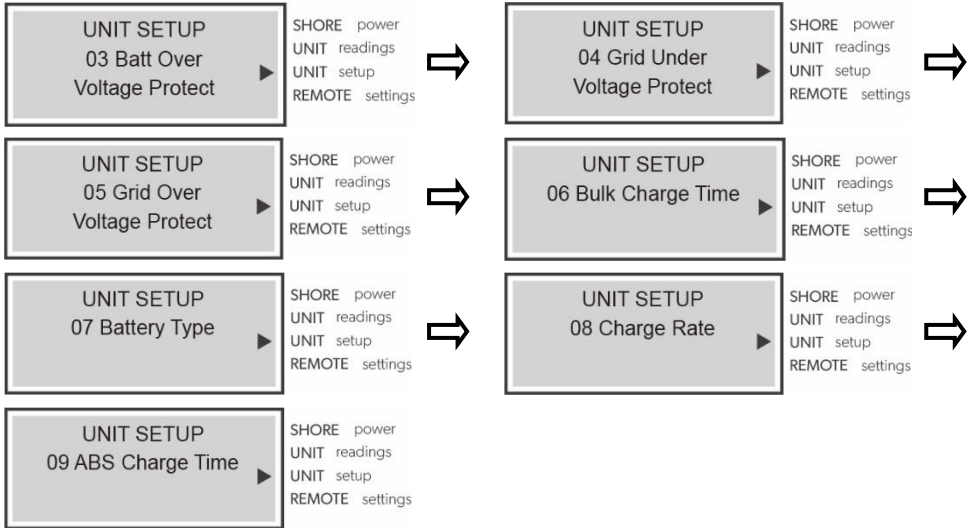 UNIT SETUP
03 Batt Over
Voltage Protect
SHORE power
UNIT readings
UNIT setup
REMOTE settings
UNIT SETUP
04 Grid Under
Voltage Protect
SHORE power
UNIT readings
UNIT setup
REMOTE settings
UNIT SETUP
05 Grid Over
Voltage Protect
SHORE power
UNIT readings
UNIT setup
REMOTE settings
UNIT SETUP
06 Bulk Charge Time
SHORE power
UNIT readings
UNIT setup
REMOTE settings
UNIT SETUP
07 Battery Type
SHORE power
UNIT readings
UNIT setup
REMOTE settings
UNIT SETUP
08 Charge Rate
SHORE power
UNIT readings
UNIT setup
REMOTE settings
UNIT SETUP
09 ABS Charge Time
SHORE power
UNIT readings
UNIT setup
REMOTE settings